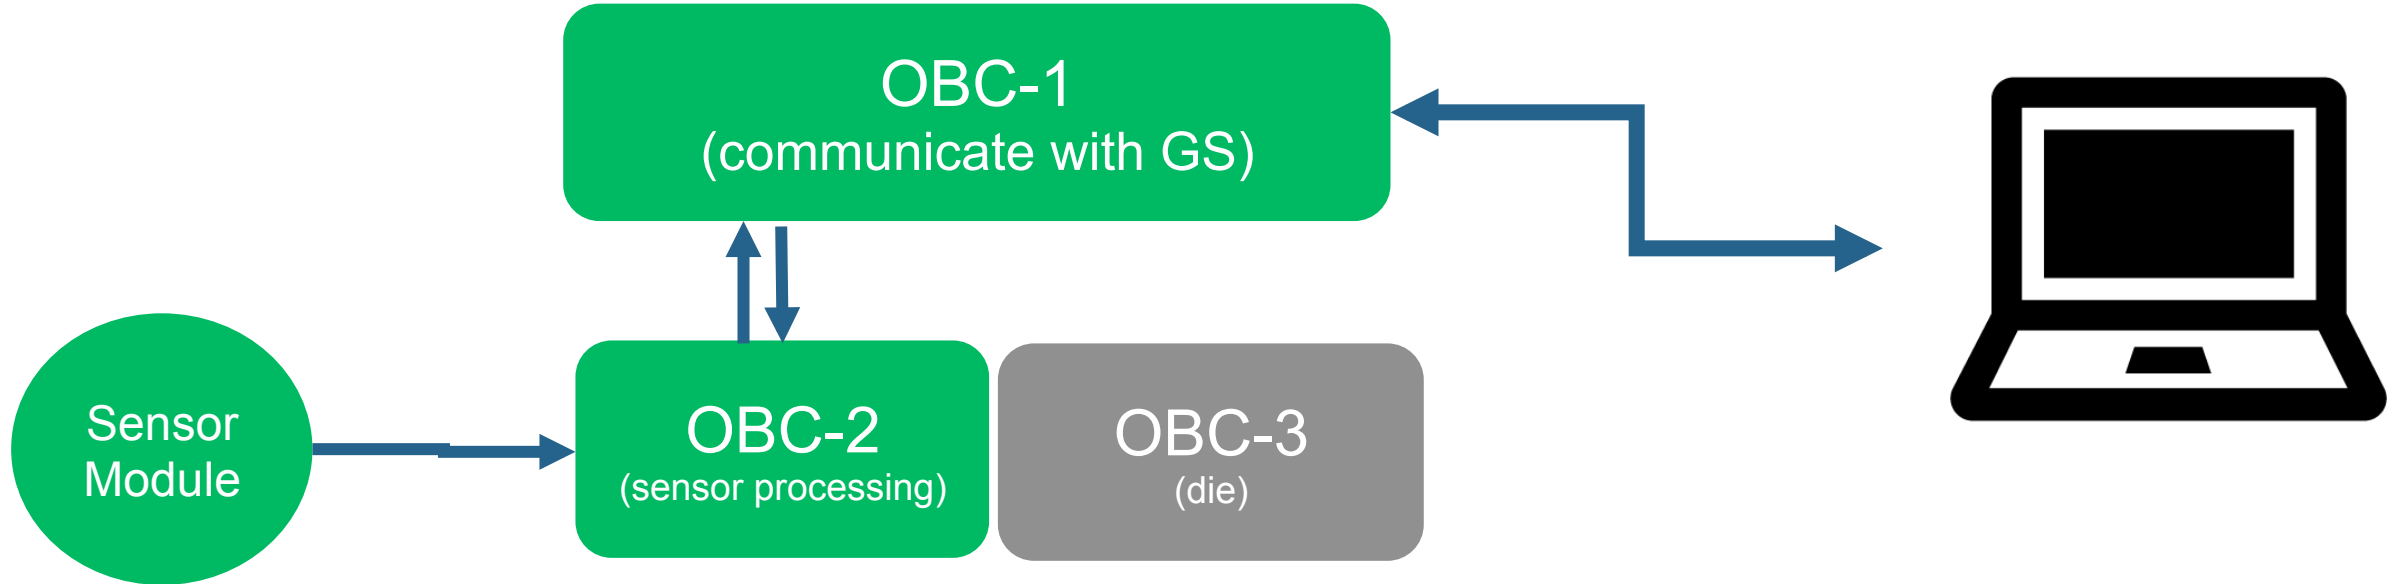 OBC-1
(communicate with GS)
Sensor
Module
OBC-2
(sensor processing)
OBC-3
(die)